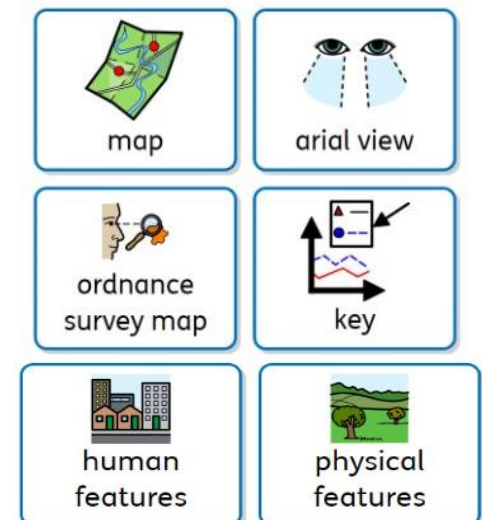 map
arial view
ordnance
survey map
key
human
features
physical
features